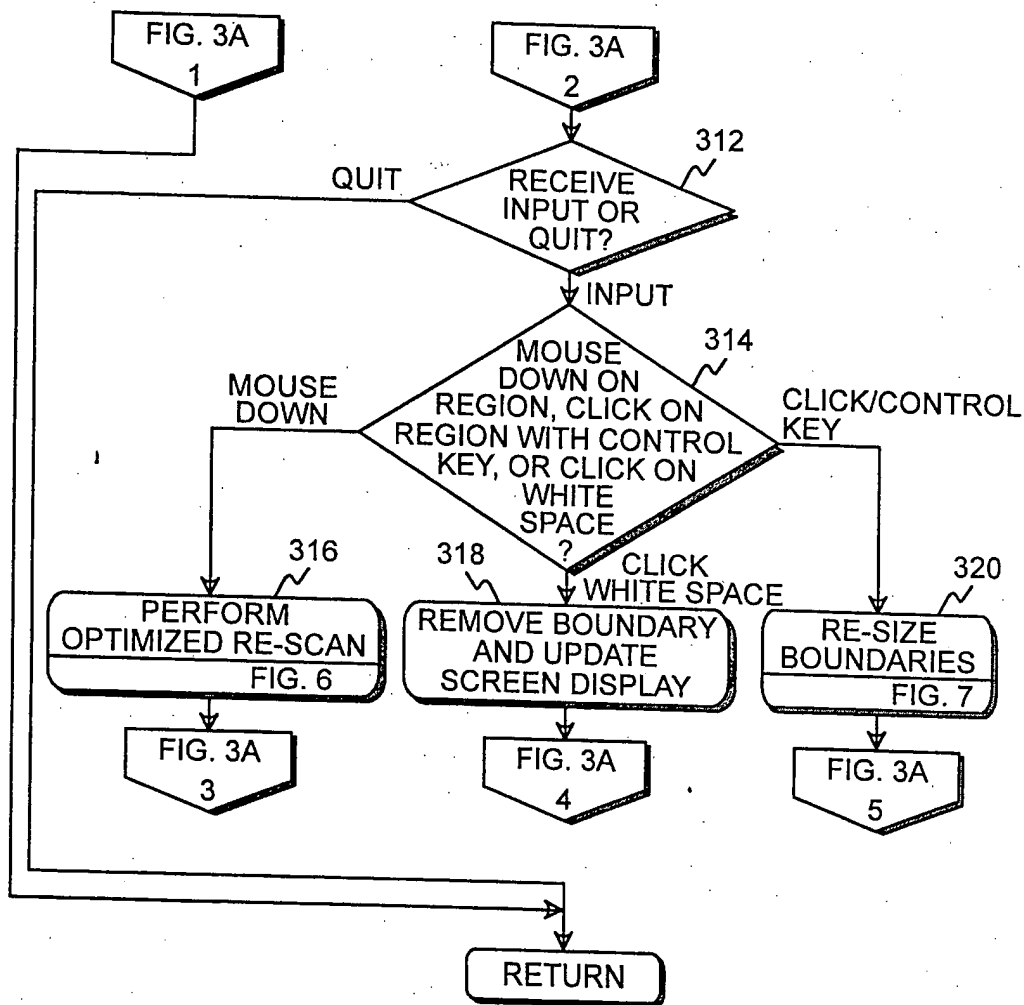 FIG. 3A
1
FIG. 3A
2
312
QUIT
RECEIVE
INPUT OR
QUIT?
INPUT
314
MOUSE
DOWN ON
REGION, CLICK ON
REGION WITH CONTROL
KEY, OR CLICK ON
WHITE
SPACE
?
MOUSE
DOWN
CLICK/CONTROL
KEY
CLICK
WHITE SPACE
316
PERFORM
OPTIMIZED RE-SCAN
FIG. 6
318
REMOVE BOUNDARY
AND UPDATE
SCREEN DISPLAY
320
RE-SIZE
BOUNDARIES
FIG. 7
FIG. 3A
3
FIG. 3A
4
FIG. 3A
5
RETURN